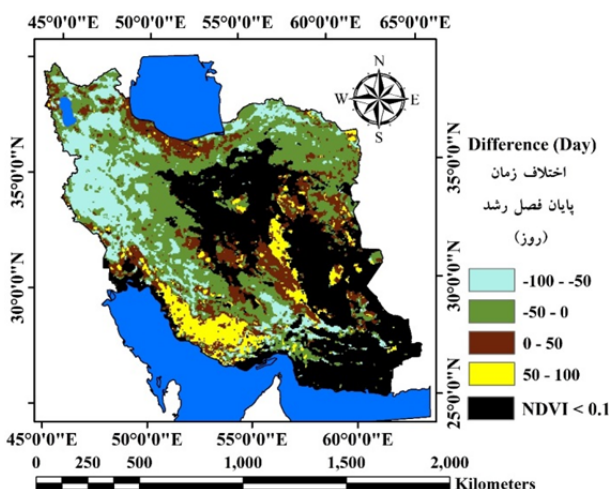 45°0'0"E 50°0'0"E 55°0'0"E 60°0'0"E 65°0'0"E
N
W E
S
35°0'0"N
30°0'0"N
35°0'0"N
30°0'0"N
25°0'0"N
Difference (Day)
اختلاف زمان
پایان فصل رشد
(روز)
-100 - -50
-50 - 0
0 - 50
50 - 100
NDVI < 0.1
45°0'0"E 50°0'0"E 55°0'0"E 60°0'0"E
0 250 500 1,000 1,500 2,000
Kilometers